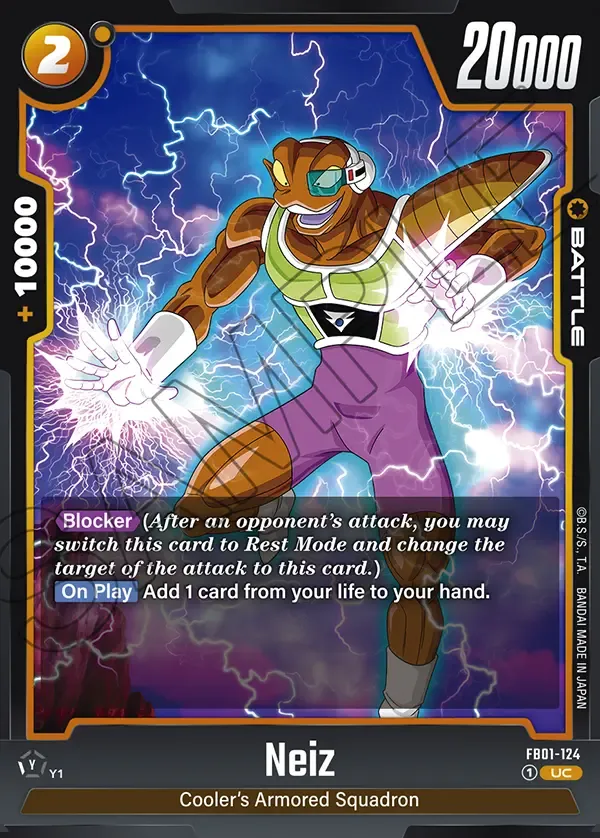 2
20000
+ 10000
BATTLE
SAMPLE
Blocker (After an opponent's attack, you may
switch this card to Rest Mode and change the
target of the attack to this card.)
On Play Add 1 card from your life to your hand.
©B.S./S., T.A. BANDAI MADE IN JAPAN
Y Y1
Neiz
FB01-124
1 UC
Cooler's Armored Squadron